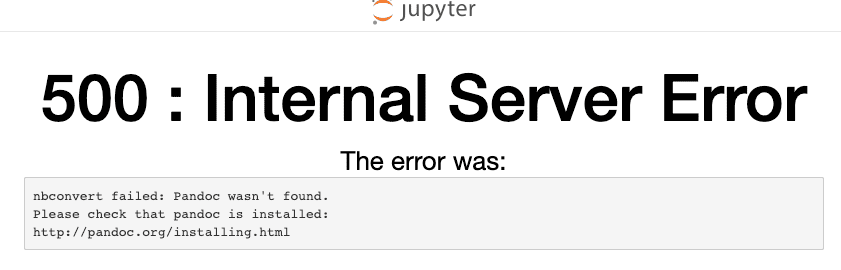 jupyter
500 : Internal Server Error
The error was:
nbconvert failed: Pandoc wasn't found.
Please check that pandoc is installed:
http://pandoc.org/installing.html